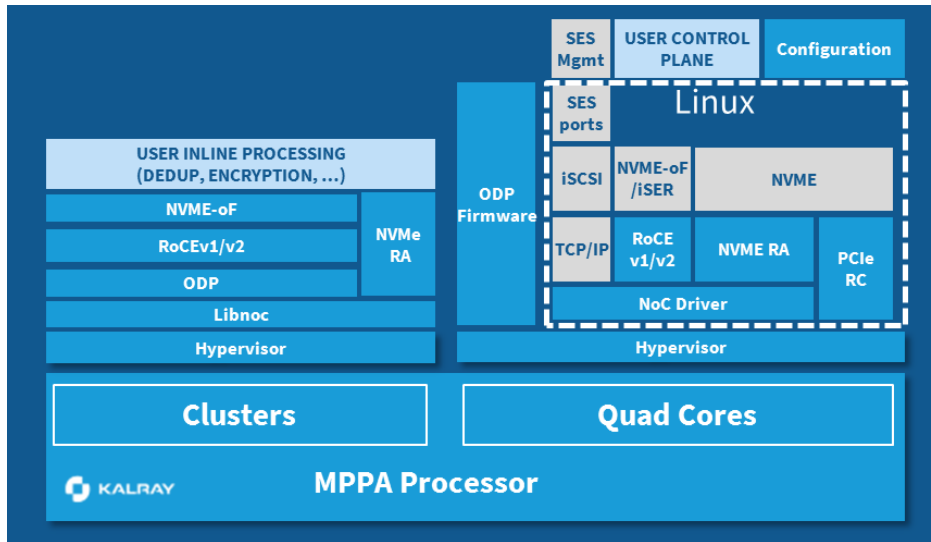 SES
Mgmt
USER CONTROL
PLANE
Configuration
Linux
SES
ports
USER INLINE PROCESSING
(DEDUP, ENCRYPTION, ...)
NVME-oF
RoCEv1/v2
ODP
NVMe
RA
Libnoc
Hypervisor
ODP
Firmware
iSCSI
NVME-oF
/iSER
NVME
TCP/IP
RoCE
v1/v2
NVME RA
PCIe
RC
NoC Driver
Hypervisor
Clusters
Quad Cores
KALRAY
MPPA Processor